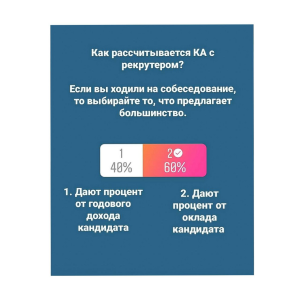 Как рассчитывается КА с
рекрутером?
Если вы ходили на собеседование,
то выбирайте то, что предлагает
большинство.
1
40%
2
60%
1. Дают процент
от годового
дохода
кандидата
2. Дают
процент от
оклада
кандидата